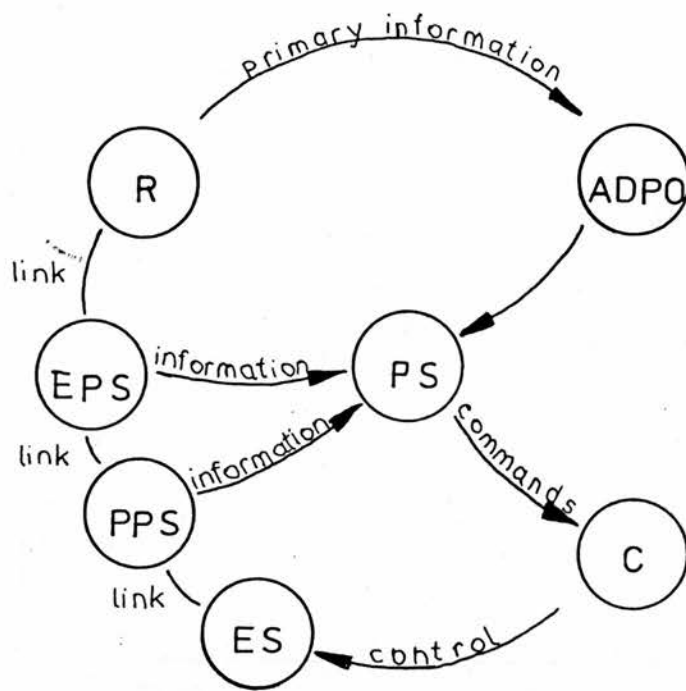 Primary information
R
ADPO
link
EPS
information
PS
link
information
commands
PPS
C
link
ES
control